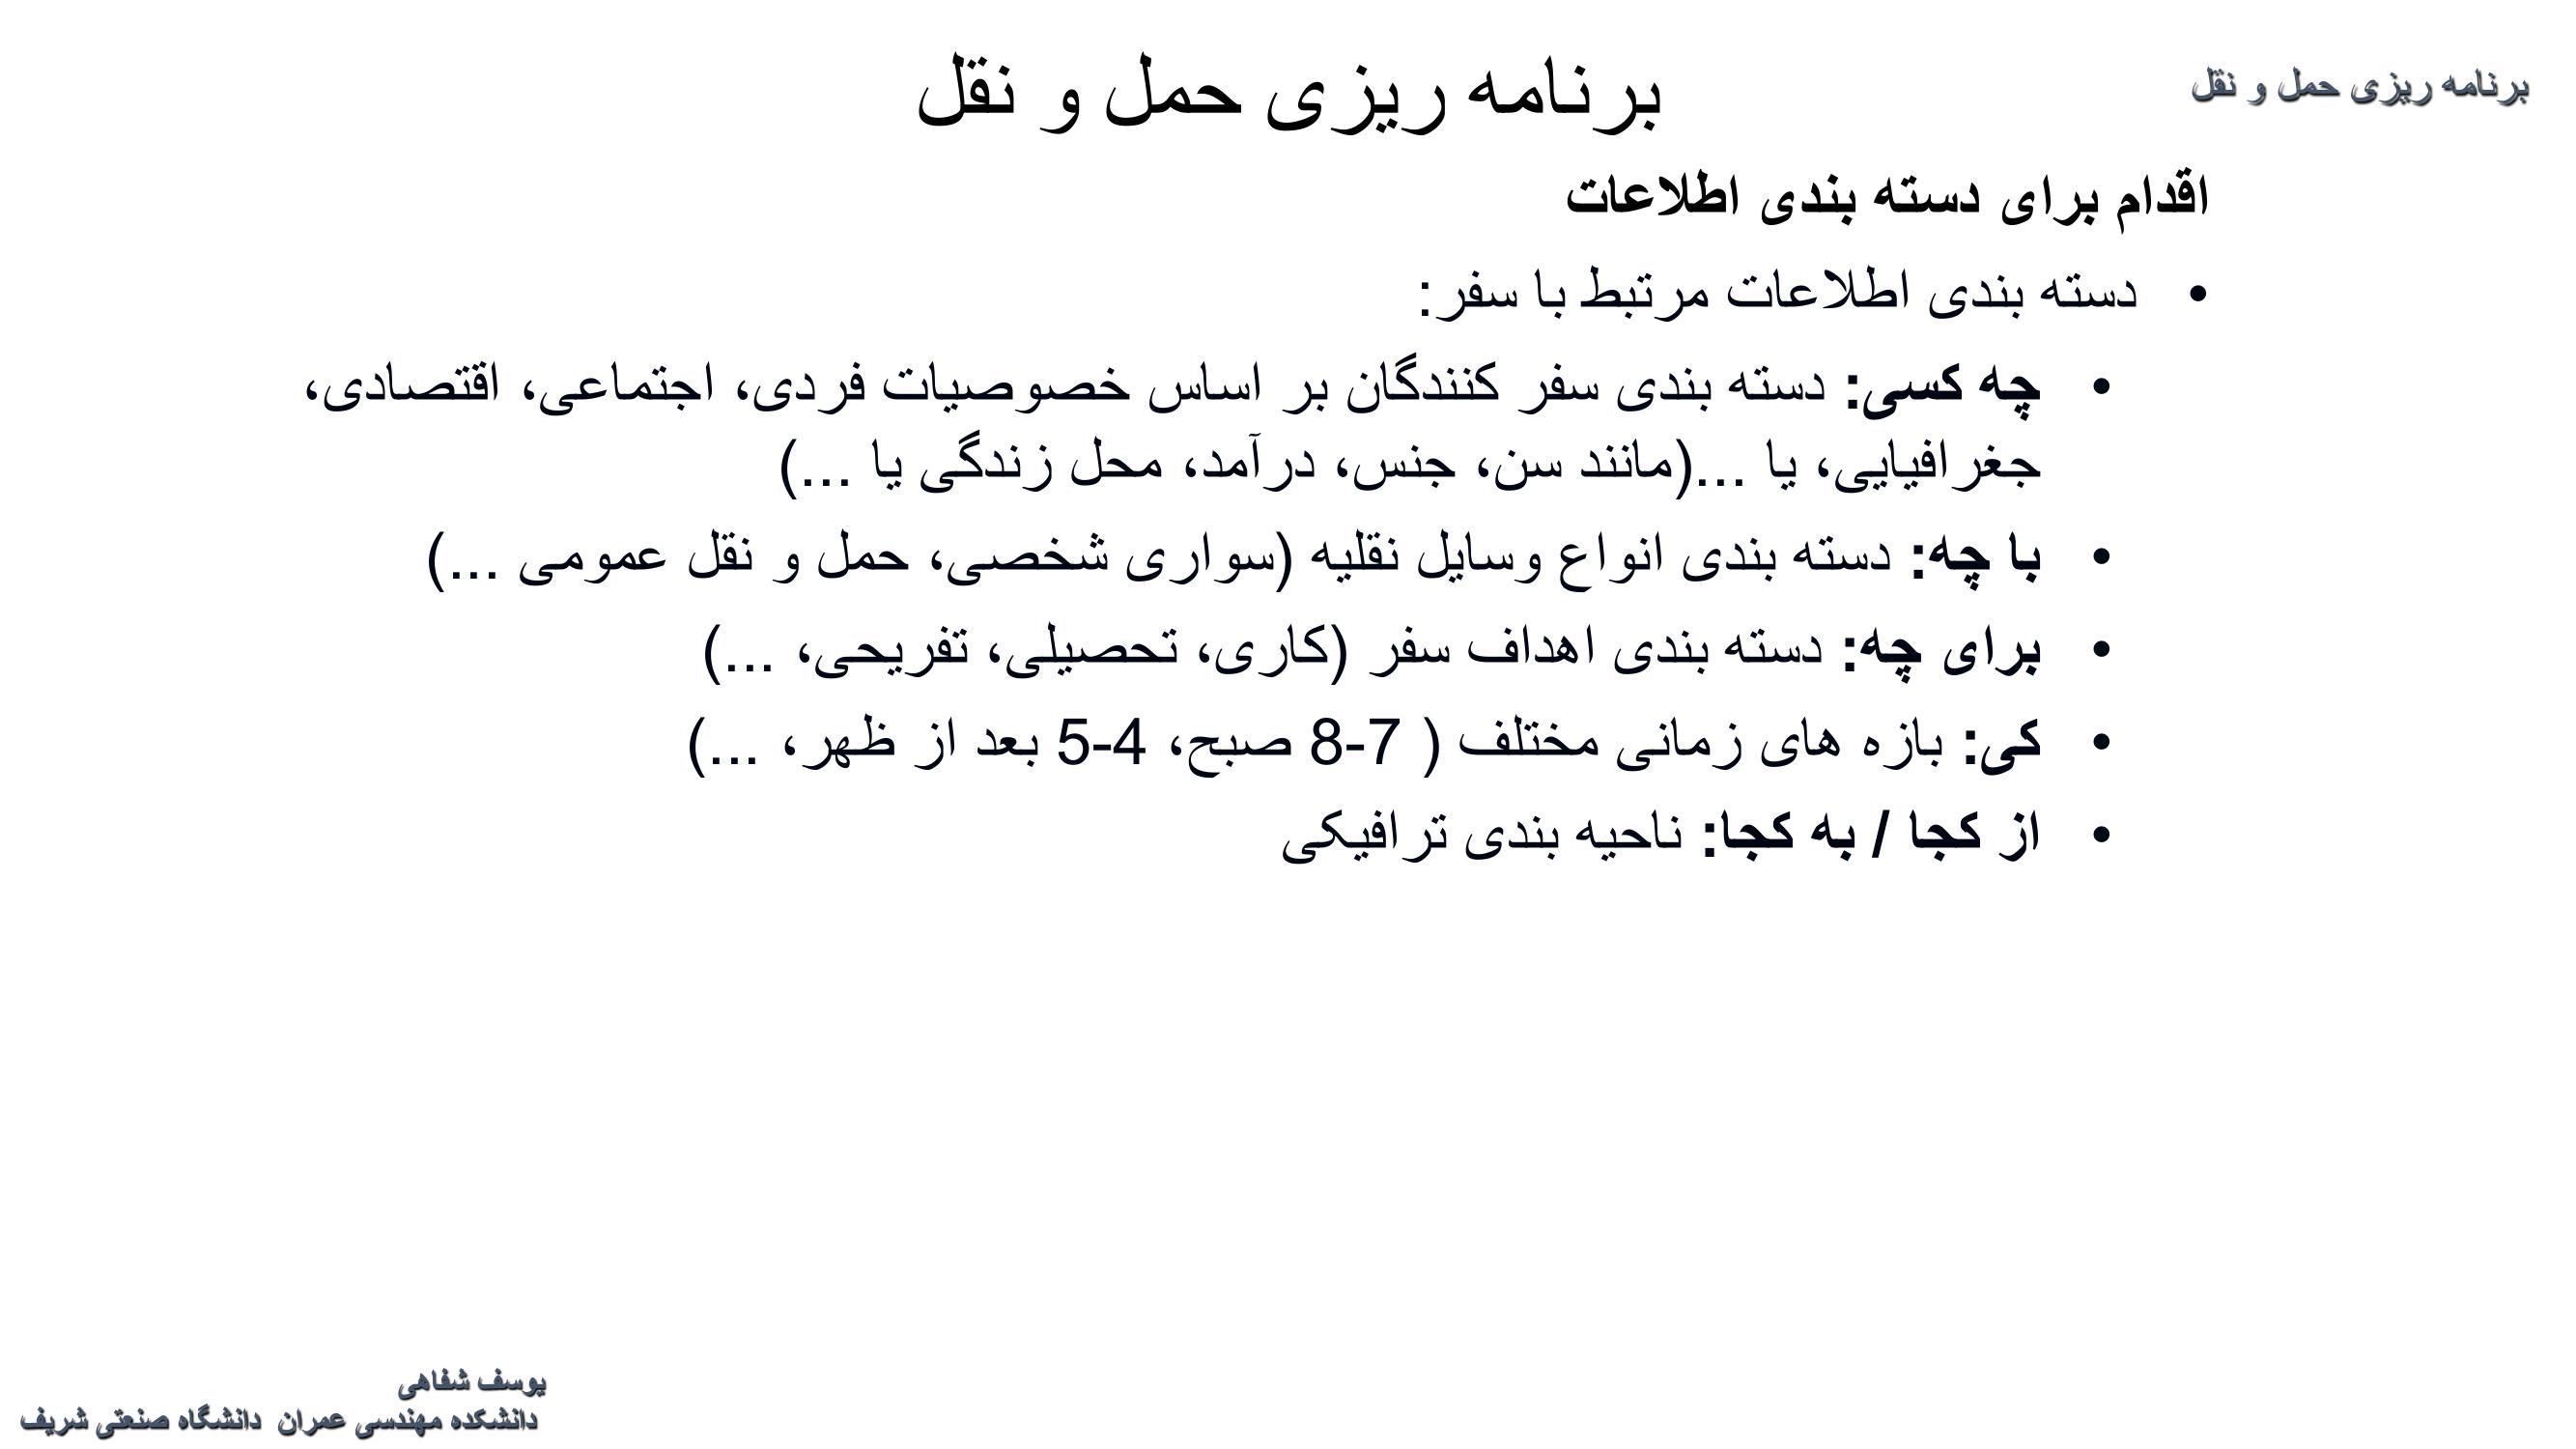 برنامه ریزی حمل و نقل
برنامه ریزی حمل و نقل
اقدام برای دسته بندی اطلاعات
• دسته بندی اطلاعات مرتبط با سفر:
• چه کسی: دسته بندی سفر کنندگان بر اساس خصوصیات فردی، اجتماعی، اقتصادی،
جغرافیایی، یا ...(مانند سن، جنس، درآمد، محل زندگی یا ...)
• با چه: دسته بندی انواع وسایل نقلیه (سواری شخصی، حمل و نقل عمومی ...)
• برای چه: دسته بندی اهداف سفر (کاری، تحصیلی، تفریحی، ...)
• کی: بازه های زمانی مختلف ( 7-8 صبح، 4-5 بعد از ظهر، ...)
• از کجا / به کجا: ناحیه بندی ترافیکی
یوسف شفاهی
دانشکده مهندسی عمران دانشگاه صنعتی شریف